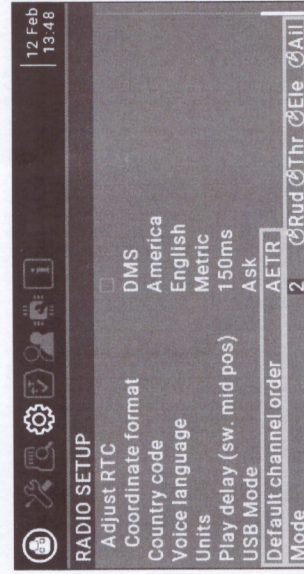 12 Feb
13:48
RADIO SETUP
Adjust RTC
Coordinate format DMS
Country code America
Voice language English
Units Metric
Play delay (sw. mid pos) 150ms
USB Mode Ask
Default channel order AETR
Mode 2 Rud Thr Ele Ail